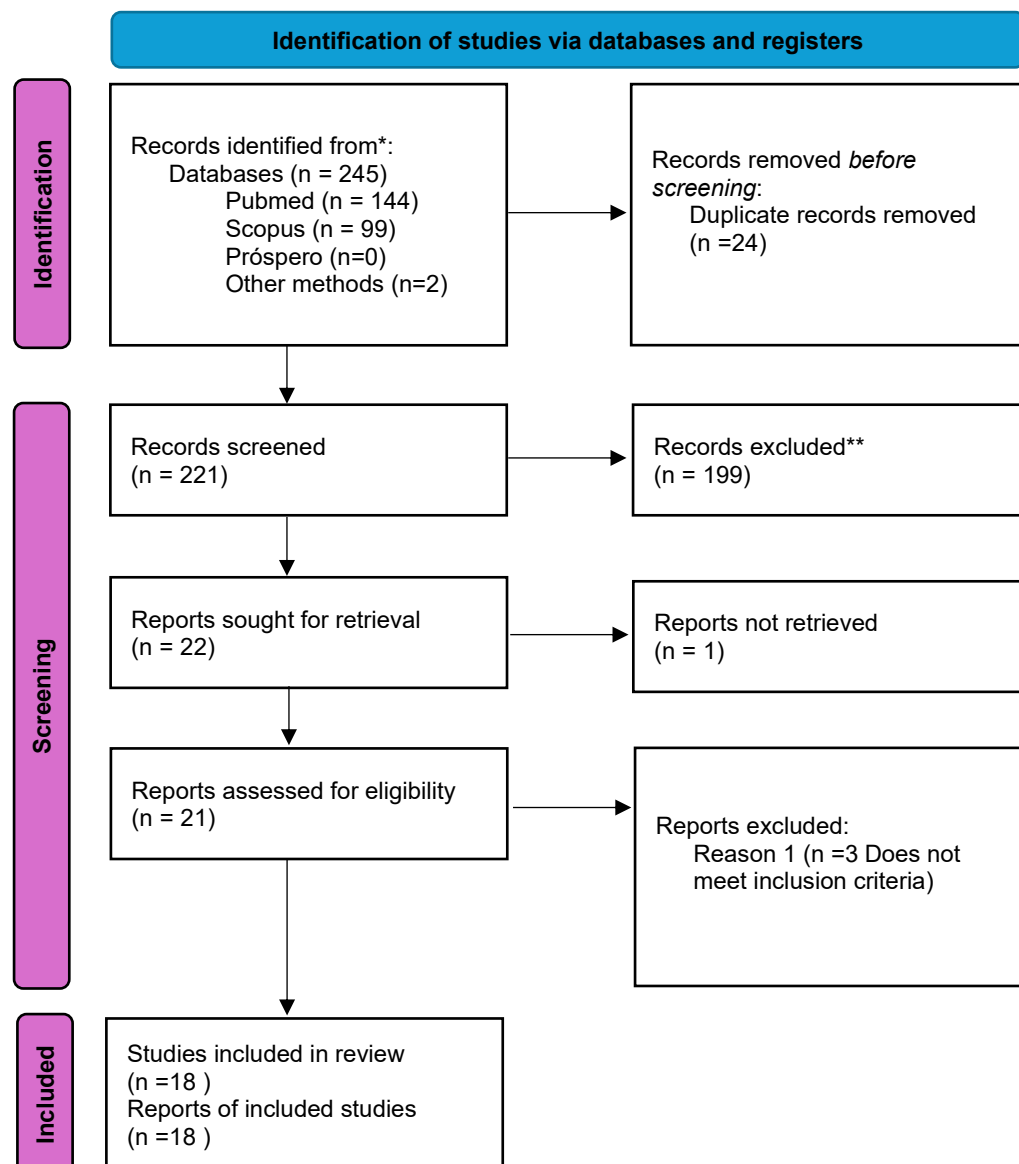 Identification of studies via databases and registers
Identification
Records identified from*:
Databases (n = 245)
Pubmed (n = 144)
Scopus (n = 99)
Próspero (n=0)
Other methods (n=2)
Records removed before
screening:
Duplicate records removed
(n =24)
Screening
Records screened
(n = 221)
Records excluded**
(n = 199)
Reports sought for retrieval
(n = 22)
Reports not retrieved
(n = 1)
Reports assessed for eligibility
(n = 21)
Reports excluded:
Reason 1 (n =3 Does not
meet inclusion criteria)
Included
Studies included in review
(n =18 )
Reports of included studies
(n =18 )